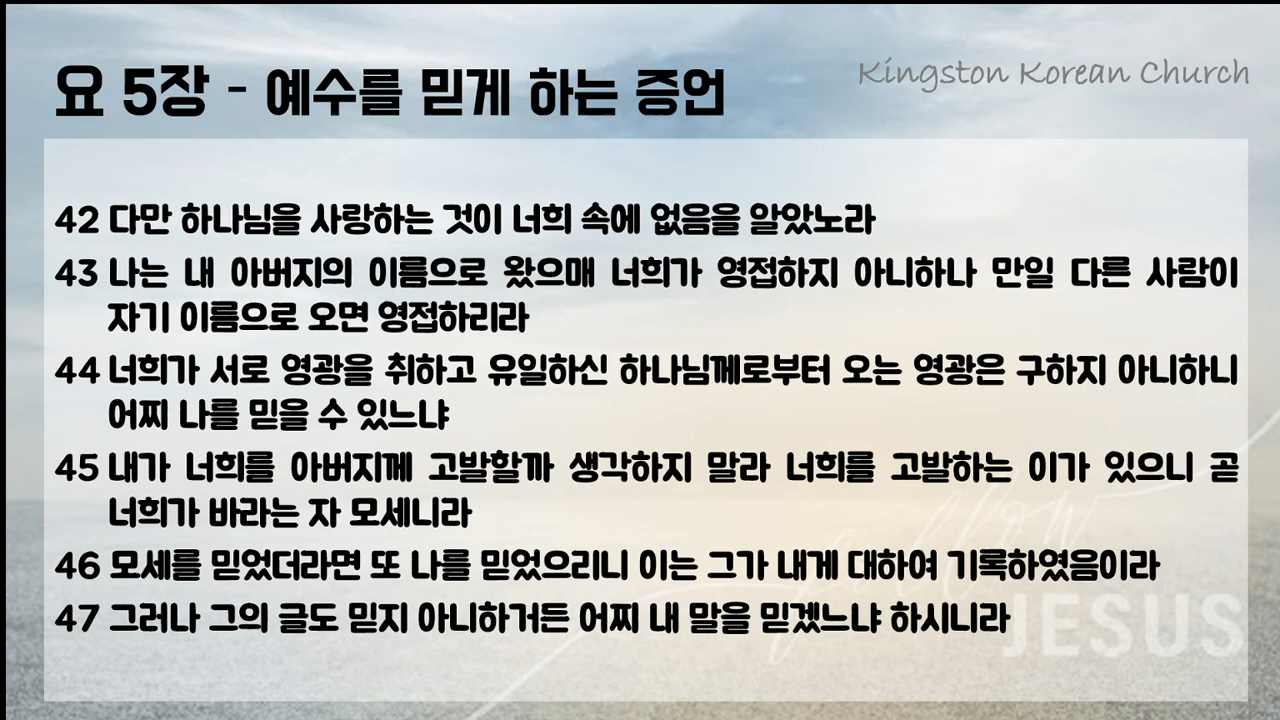 요 5장 - 예수를 믿게 하는 증언
Kingston Korean Church
42 다만 하나님을 사랑하는 것이 너희 속에 없음을 알았노라
43 나는 내 아버지의 이름으로 왔으매 너희가 영접하지 아니하나 만일 다른 사람이
자기 이름으로 오면 영접하리라
44 너희가 서로 영광을 취하고 유일하신 하나님께로부터 오는 영광은 구하지 아니하니
어찌 나를 믿을 수 있느냐
45 내가 너희를 아버지께 고발할까 생각하지 말라 너희를 고발하는 이가 있으니 곧
너희가 바라는 자 모세니라
46 모세를 믿었더라면 또 나를 믿었으리니 이는 그가 내게 대하여 기록하였음이라
47 그러나 그의 글도 믿지 아니하거든 어찌 내 말을 믿겠느냐 하시니라
follow
JESUS